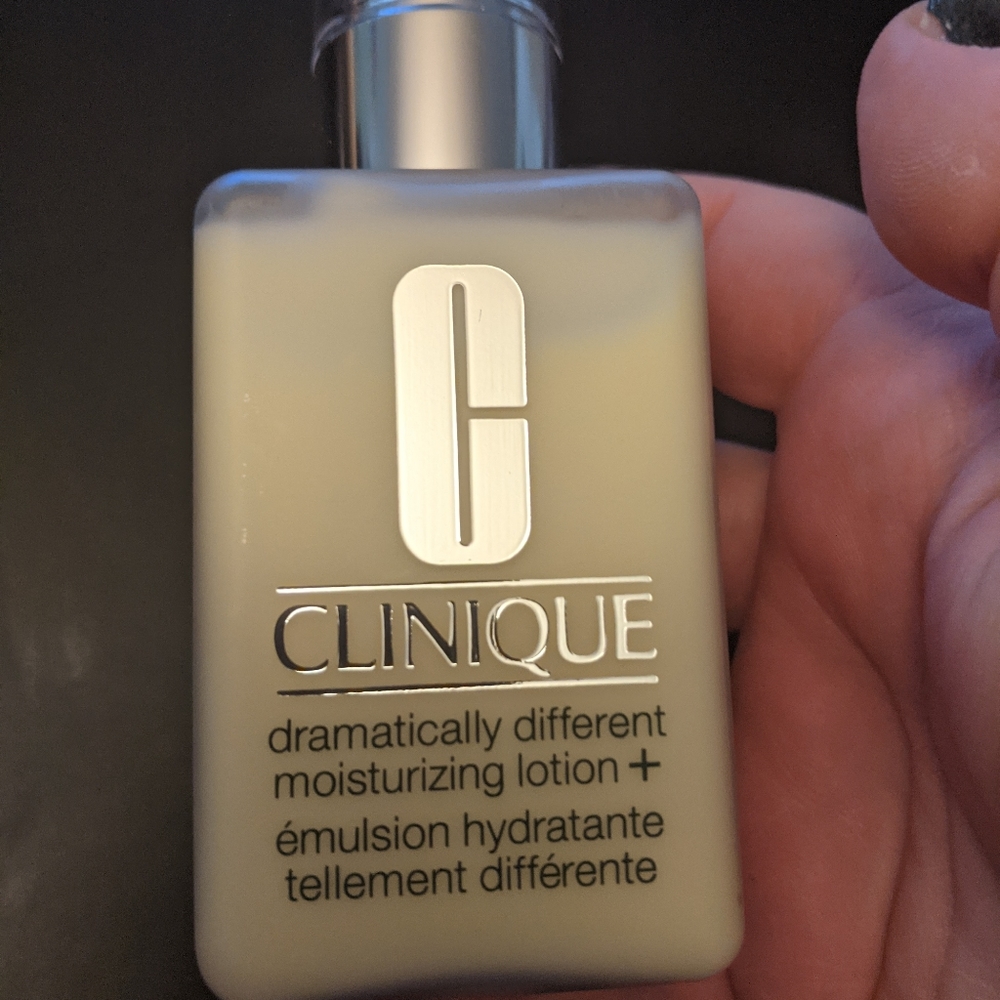 C
CLINIQUE
dramatically different
moisturizing lotion +
émulsion hydratante
tellement différente